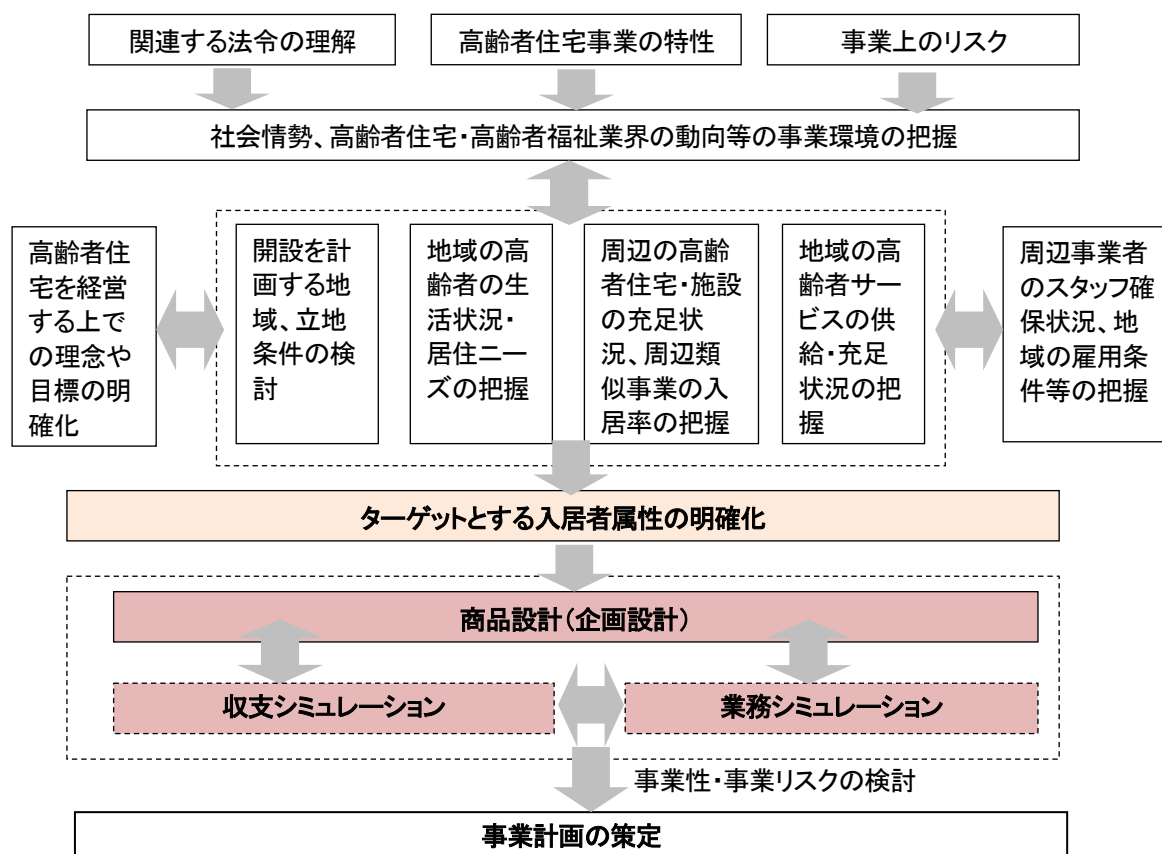 関連する法令の理解
高齢者住宅事業の特性
事業上のリスク
社会情勢、高齢者住宅・高齢者福祉業界の動向等の事業環境の把握
高齢者住
宅を経営
する上で
の理念や
目標の明
確化
開設を計
画する地
域、立地
条件の検
討
地域の高
齢者の生
活状況・
居住ニー
ズの把握
周辺の高齢
者住宅・施設
の充足状
況、周辺類
似事業の入
居率の把握
地域の高
齢者サー
ビスの供
給・充足
状況の把
握
周辺事業者
のスタッフ確
保状況、地
域の雇用条
件等の把握
ターゲットとする入居者属性の明確化
商品設計(企画設計)
収支シミュレーション
業務シミュレーション
事業性・事業リスクの検討
事業計画の策定